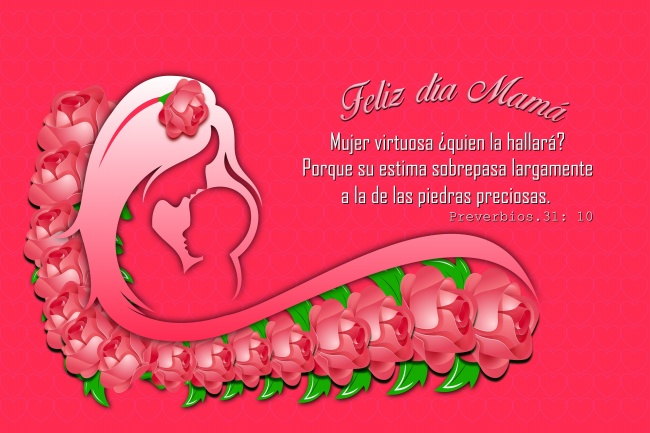 Feliz día Mamá
Mujer virtuosa ¿quien la hallará?
Porque su estima sobrepasa largamente
a la de las piedras preciosas.
Preverbios.31: 10